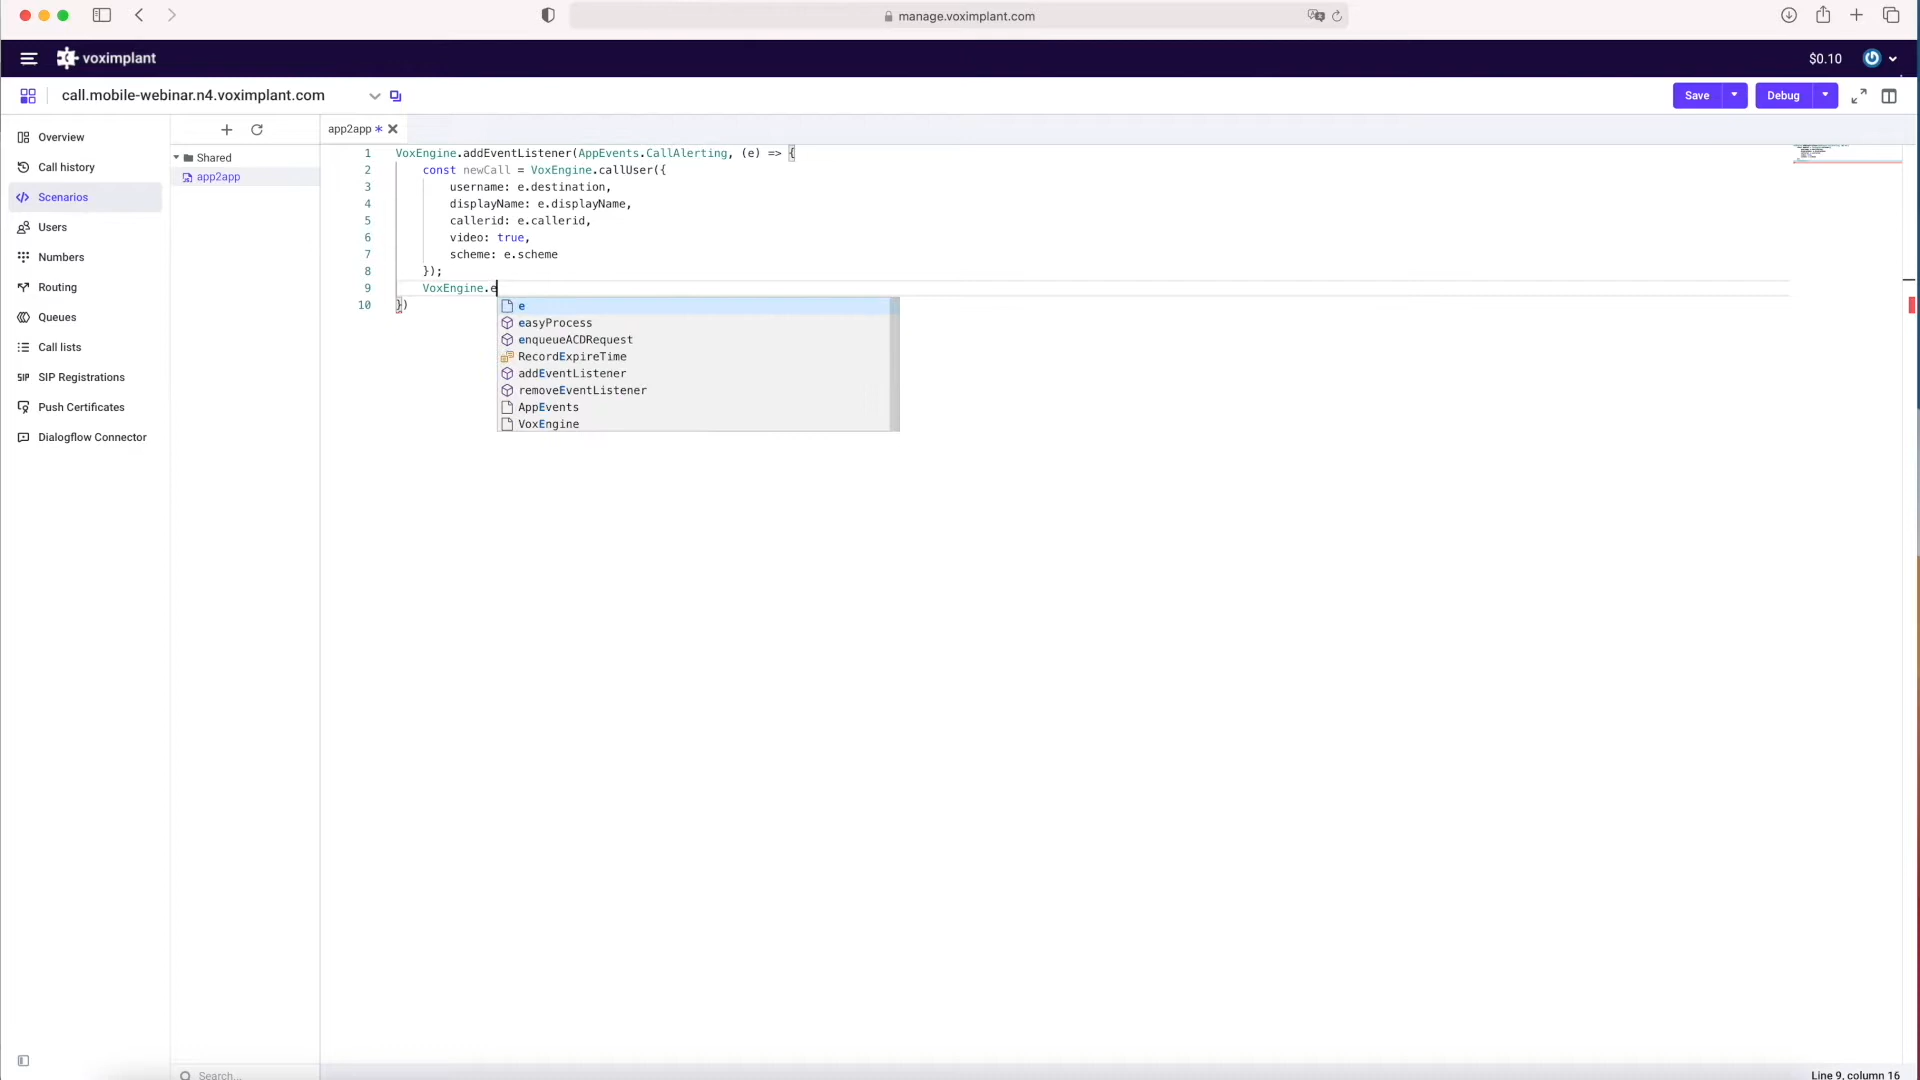 manage.voximplant.com
voximplant
$0.10
call.mobile-webinar.n4.voximplant.com
Save
Debug
Overview
Call history
Scenarios
Users
Numbers
Routing
Queues
Call lists
SIP SIP Registrations
Push Certificates
Dialogflow Connector
Shared
app2app
app2app *
1 VoxEngine.addEventListener(AppEvents.CallAlerting, (e) => {
2 const newCall = VoxEngine.callUser({
3 username: e.destination,
4 displayName: e.displayName,
5 callerid: e.callerid,
6 video: true,
7 scheme: e.scheme
8 });
9 VoxEngine.e
10 })
e
easyProcess
enqueueACDRequest
RecordExpireTime
addEventListener
removeEventListener
AppEvents
VoxEngine
Search...
Line 9, column 16